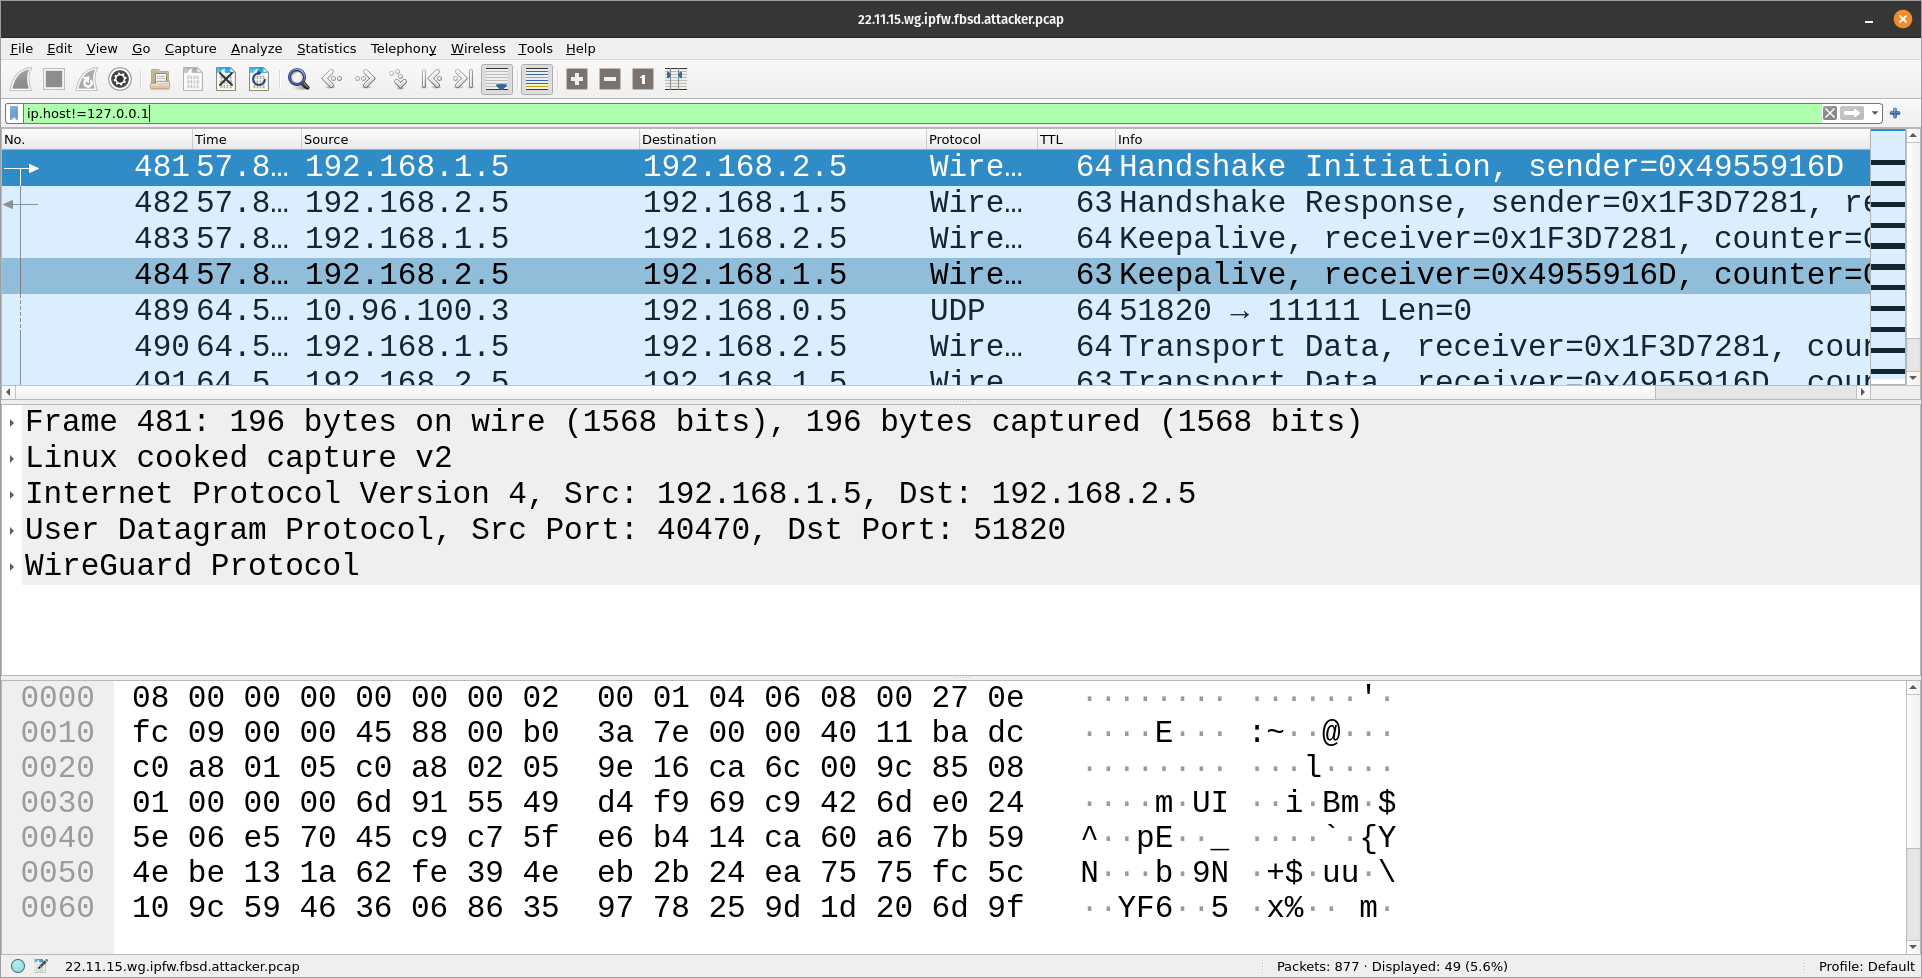 22.11.15.wg.ipfw.fbsd.attacker.pcap
File Edit View Go Capture Analyze Statistics Telephony Wireless Tools Help
ip.host!=127.0.0.1
No. Time Source Destination Protocol TTL Info
481 57.8… 192.168.1.5 192.168.2.5 Wire… 64 Handshake Initiation, sender=0x4955916D
482 57.8… 192.168.2.5 192.168.1.5 Wire… 63 Handshake Response, sender=0x1F3D7281, re
483 57.8… 192.168.1.5 192.168.2.5 Wire… 64 Keepalive, receiver=0x1F3D7281, counter=0
484 57.8… 192.168.2.5 192.168.1.5 Wire… 63 Keepalive, receiver=0x4955916D, counter=0
489 64.5… 10.96.100.3 192.168.0.5 UDP 64 51820 → 11111 Len=0
490 64.5… 192.168.1.5 192.168.2.5 Wire… 64 Transport Data, receiver=0x1F3D7281, cour
491 64.5 192.168.2.5 192.168.1.5 Wire 63 Transport Data, receiver=0x4955916D, cour
Frame 481: 196 bytes on wire (1568 bits), 196 bytes captured (1568 bits)
Linux cooked capture v2
Internet Protocol Version 4, Src: 192.168.1.5, Dst: 192.168.2.5
User Datagram Protocol, Src Port: 40470, Dst Port: 51820
WireGuard Protocol
0000 08 00 00 00 00 00 00 02 00 01 04 06 08 00 27 0e ········ ······'·
0010 fc 09 00 00 45 88 00 b0 3a 7e 00 00 40 11 ba dc ····E··· :~··@···
0020 c0 a8 01 05 c0 a8 02 05 9e 16 ca 6c 00 9c 85 08 ········ ···l····
0030 01 00 00 00 6d 91 55 49 d4 f9 69 c9 42 6d e0 24 ····m·UI ··i·Bm·$
0040 5e 06 e5 70 45 c9 c7 5f e6 b4 14 ca 60 a6 7b 59 ^··pE··_ ····`·{Y
0050 4e be 13 1a 62 fe 39 4e eb 2b 24 ea 75 75 fc 5c N···b·9N ·+$·uu·\
0060 10 9c 59 46 36 06 86 35 97 78 25 9d 1d 20 6d 9f ··YF6··5 ·x%·· m·
22.11.15.wg.ipfw.fbsd.attacker.pcap Packets: 877 · Displayed: 49 (5.6%) Profile: Default